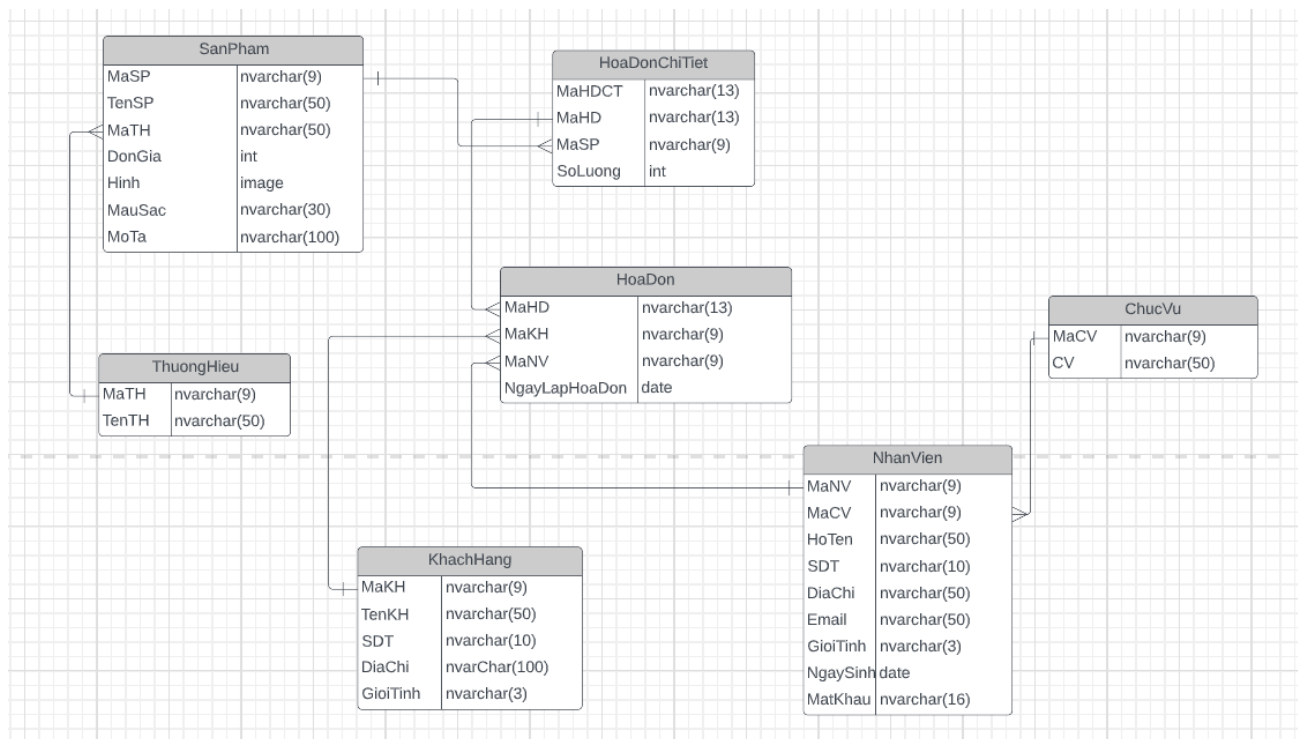 SanPham
MaSP nvarchar(9)
TenSP nvarchar(50)
MaTH nvarchar(50)
DonGia int
Hinh image
MauSac nvarchar(30)
MoTa nvarchar(100)
HoaDonChiTiet
MaHDCT nvarchar(13)
MaHD nvarchar(13)
MaSP nvarchar(9)
SoLuong int
HoaDon
MaHD nvarchar(13)
MaKH nvarchar(9)
MaNV nvarchar(9)
NgayLapHoaDon date
ChucVu
MaCV nvarchar(9)
CV nvarchar(50)
ThuongHieu
MaTH nvarchar(9)
TenTH nvarchar(50)
NhanVien
MaNV nvarchar(9)
MaCV nvarchar(9)
HoTen nvarchar(50)
SDT nvarchar(10)
DiaChi nvarchar(50)
Email nvarchar(50)
GioiTinh nvarchar(3)
NgaySinh date
MatKhau nvarchar(16)
KhachHang
MaKH nvarchar(9)
TenKH nvarchar(50)
SDT nvarchar(10)
DiaChi nvarChar(100)
GioiTinh nvarchar(3)